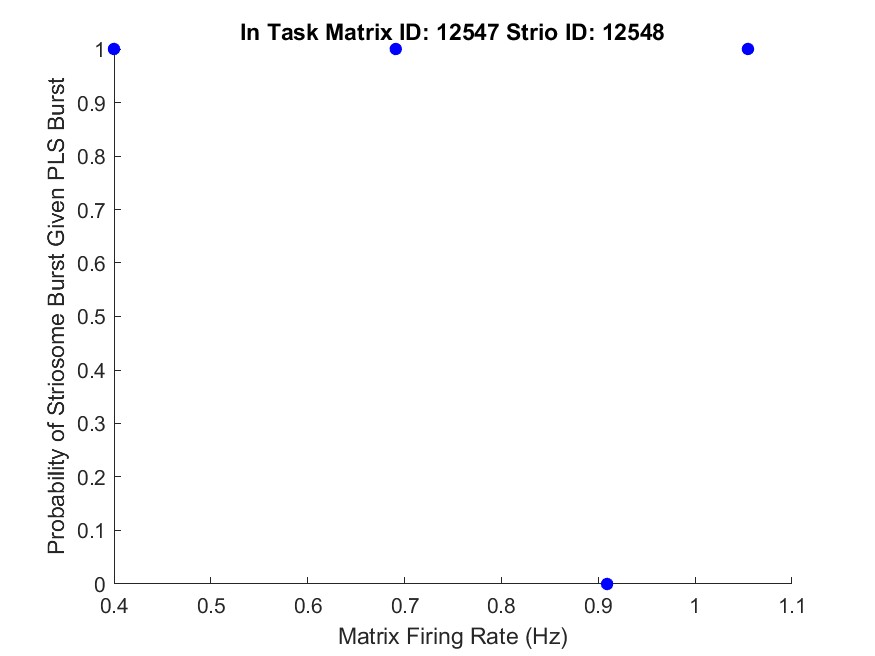 In Task Matrix ID: 12547 Strio ID: 12548
Probability of Striosome Burst Given PLS Burst
1
0.9
0.8
0.7
0.6
0.5
0.4
0.3
0.2
0.1
0
0.4 0.5 0.6 0.7 0.8 0.9 1 1.1
Matrix Firing Rate (Hz)